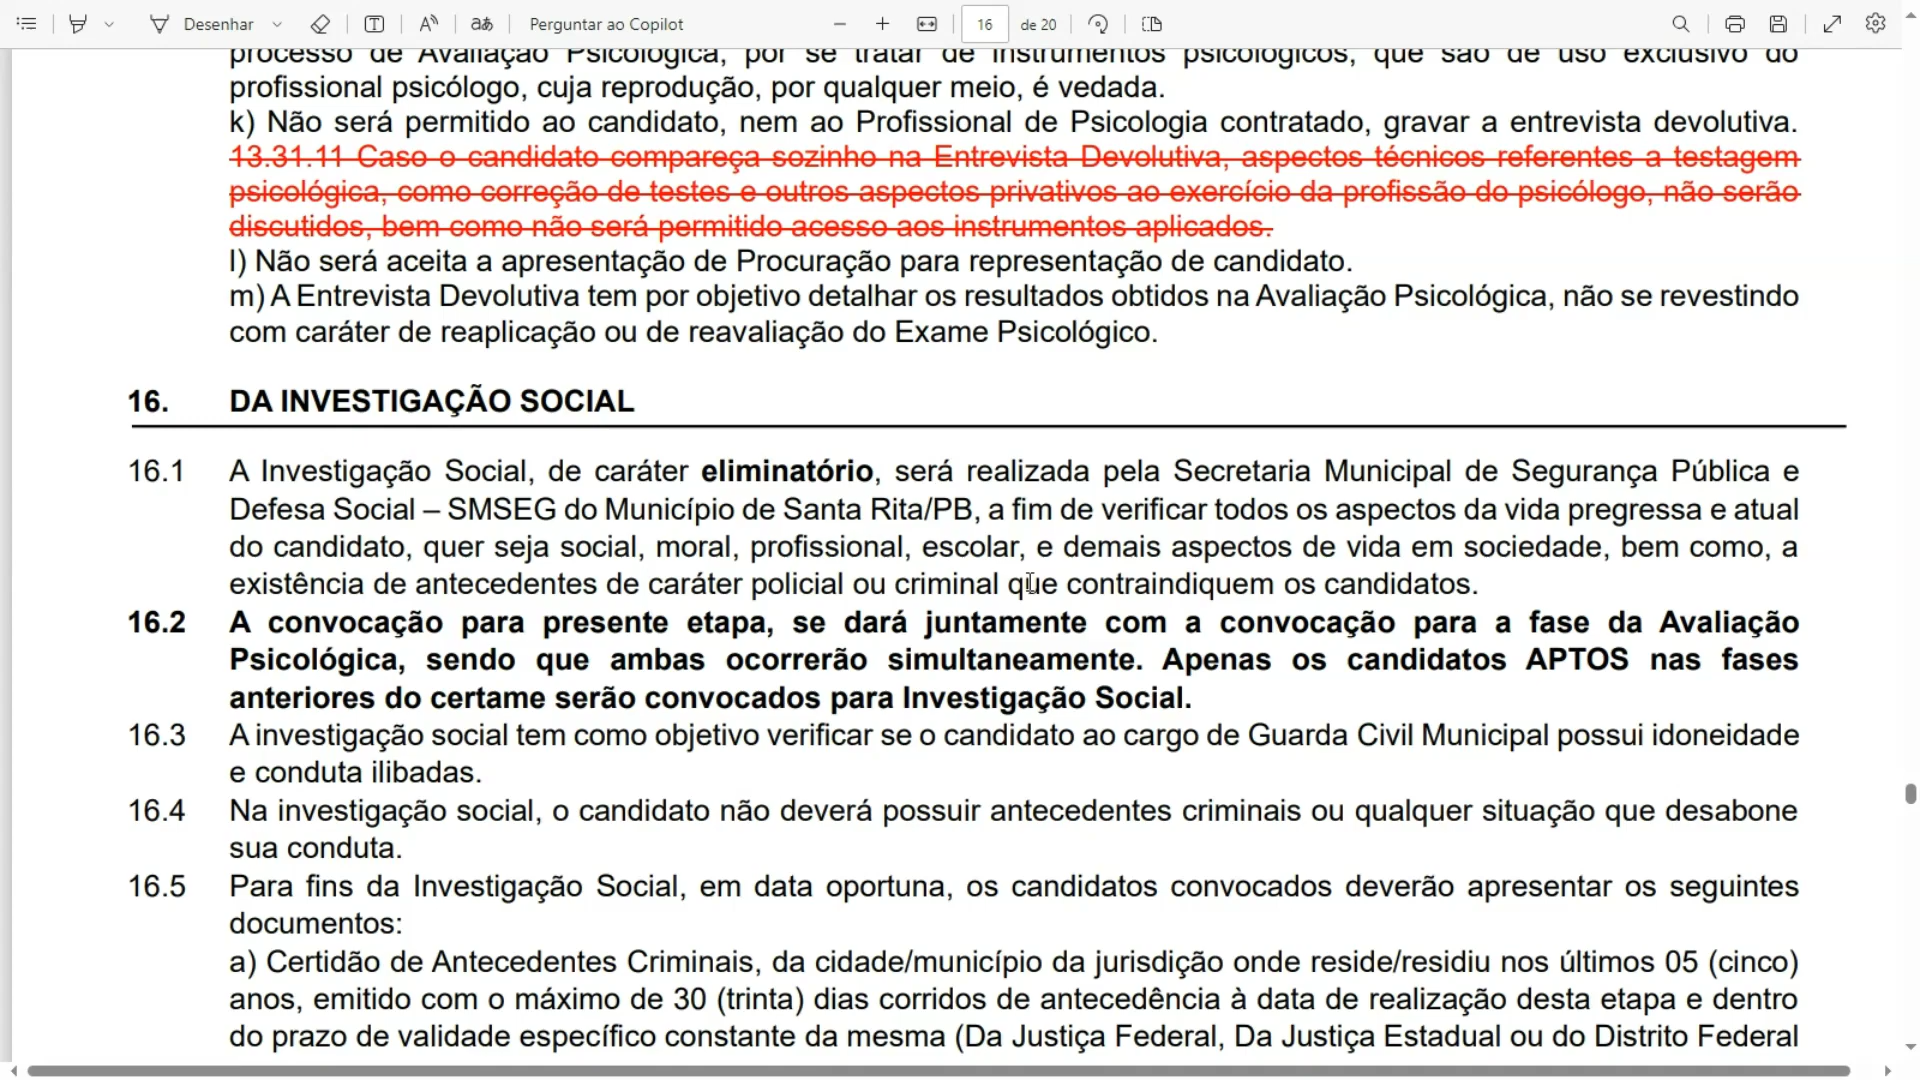 Desenhar
Perguntar ao Copilot
16 de 20
processo de Avaliação Psicológica, por se tratar de instrumentos psicológicos, que são de uso exclusivo do
profissional psicólogo, cuja reprodução, por qualquer meio, é vedada.
k) Não será permitido ao candidato, nem ao Profissional de Psicologia contratado, gravar a entrevista devolutiva.
13.31.11 Caso o candidato compareça sozinho na Entrevista Devolutiva, aspectos técnicos referentes a testagem
psicológica, como correção de testes e outros aspectos privativos ao exercício da profissão do psicólogo, não serão
discutidos, bem como não será permitido acesso aos instrumentos aplicados.
l) Não será aceita a apresentação de Procuração para representação de candidato.
m) A Entrevista Devolutiva tem por objetivo detalhar os resultados obtidos na Avaliação Psicológica, não se revestindo
com caráter de reaplicação ou de reavaliação do Exame Psicológico.
16. DA INVESTIGAÇÃO SOCIAL
16.1 A Investigação Social, de caráter eliminatório, será realizada pela Secretaria Municipal de Segurança Pública e
Defesa Social – SMSEG do Município de Santa Rita/PB, a fim de verificar todos os aspectos da vida pregressa e atual
do candidato, quer seja social, moral, profissional, escolar, e demais aspectos de vida em sociedade, bem como, a
existência de antecedentes de caráter policial ou criminal que contraindiquem os candidatos.
16.2 A convocação para presente etapa, se dará juntamente com a convocação para a fase da Avaliação
Psicológica, sendo que ambas ocorrerão simultaneamente. Apenas os candidatos APTOS nas fases
anteriores do certame serão convocados para Investigação Social.
16.3 A investigação social tem como objetivo verificar se o candidato ao cargo de Guarda Civil Municipal possui idoneidade
e conduta ilibadas.
16.4 Na investigação social, o candidato não deverá possuir antecedentes criminais ou qualquer situação que desabone
sua conduta.
16.5 Para fins da Investigação Social, em data oportuna, os candidatos convocados deverão apresentar os seguintes
documentos:
a) Certidão de Antecedentes Criminais, da cidade/município da jurisdição onde reside/residiu nos últimos 05 (cinco)
anos, emitido com o máximo de 30 (trinta) dias corridos de antecedência à data de realização desta etapa e dentro
do prazo de validade específico constante da mesma (Da Justiça Federal, Da Justiça Estadual ou do Distrito Federal